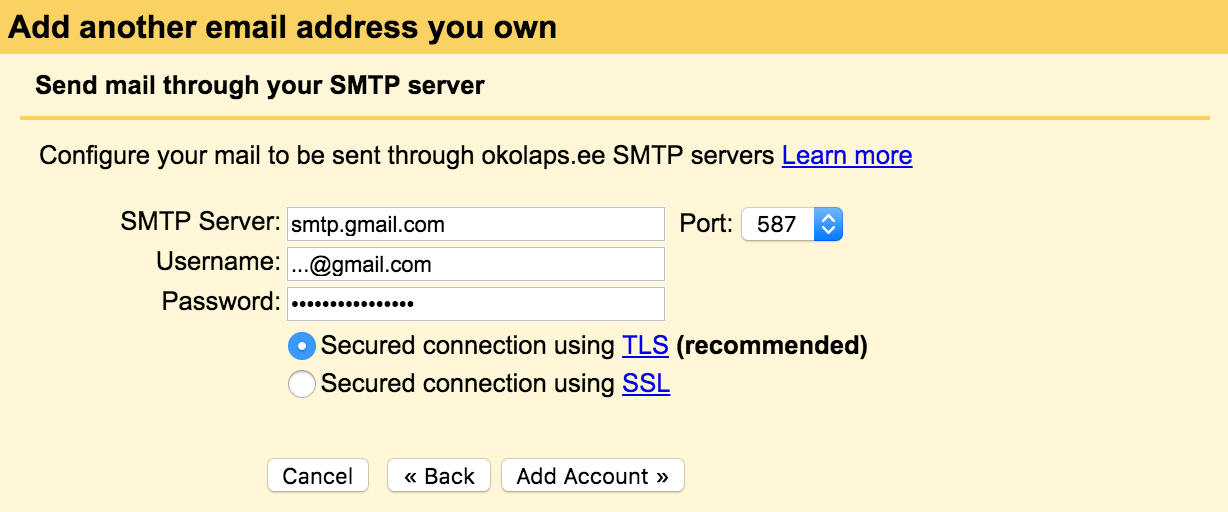 Add another email address you own
Send mail through your SMTP server
Configure your mail to be sent through okolaps.ee SMTP servers Learn more
SMTP Server: smtp.gmail.com Port: 587
Username: ...@gmail.com
Password: ••••••••••••••••
Secured connection using TLS (recommended)
Secured connection using SSL
Cancel « Back Add Account »